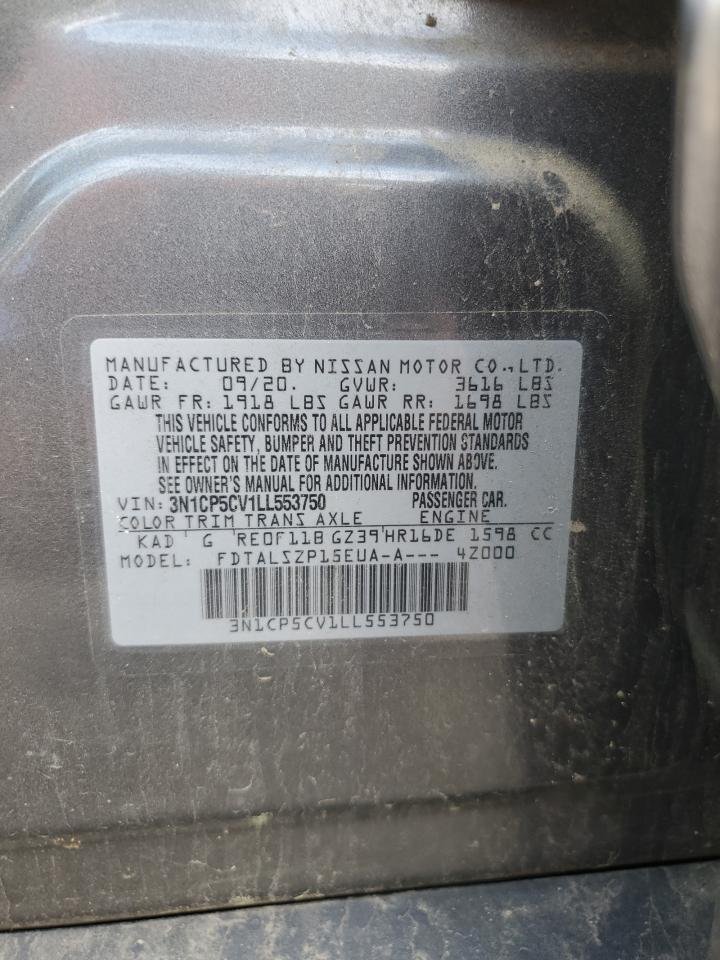 MANUFACTURED BY NISSAN MOTOR CO., LTD.
DATE: 09/20. GVWR: 3616 LBS
GAWR FR: 1918 LBS GAWR RR: 1698 LBS
THIS VEHICLE CONFORMS TO ALL APPLICABLE FEDERAL MOTOR
VEHICLE SAFETY, BUMPER AND THEFT PREVENTION STANDARDS
IN EFFECT ON THE DATE OF MANUFACTURE SHOWN ABOVE.
SEE OWNER'S MANUAL FOR ADDITIONAL INFORMATION.
VIN: 3N1CP5CV1LL553750 PASSENGER CAR.
COLOR TRIM TRANS AXLE ENGINE
KAD G RE0F11B GZ39 HR16DE 1598 CC
MODEL: FDTALSZP15EUA-A--- 4Z000
3N1CP5CV1LL553750